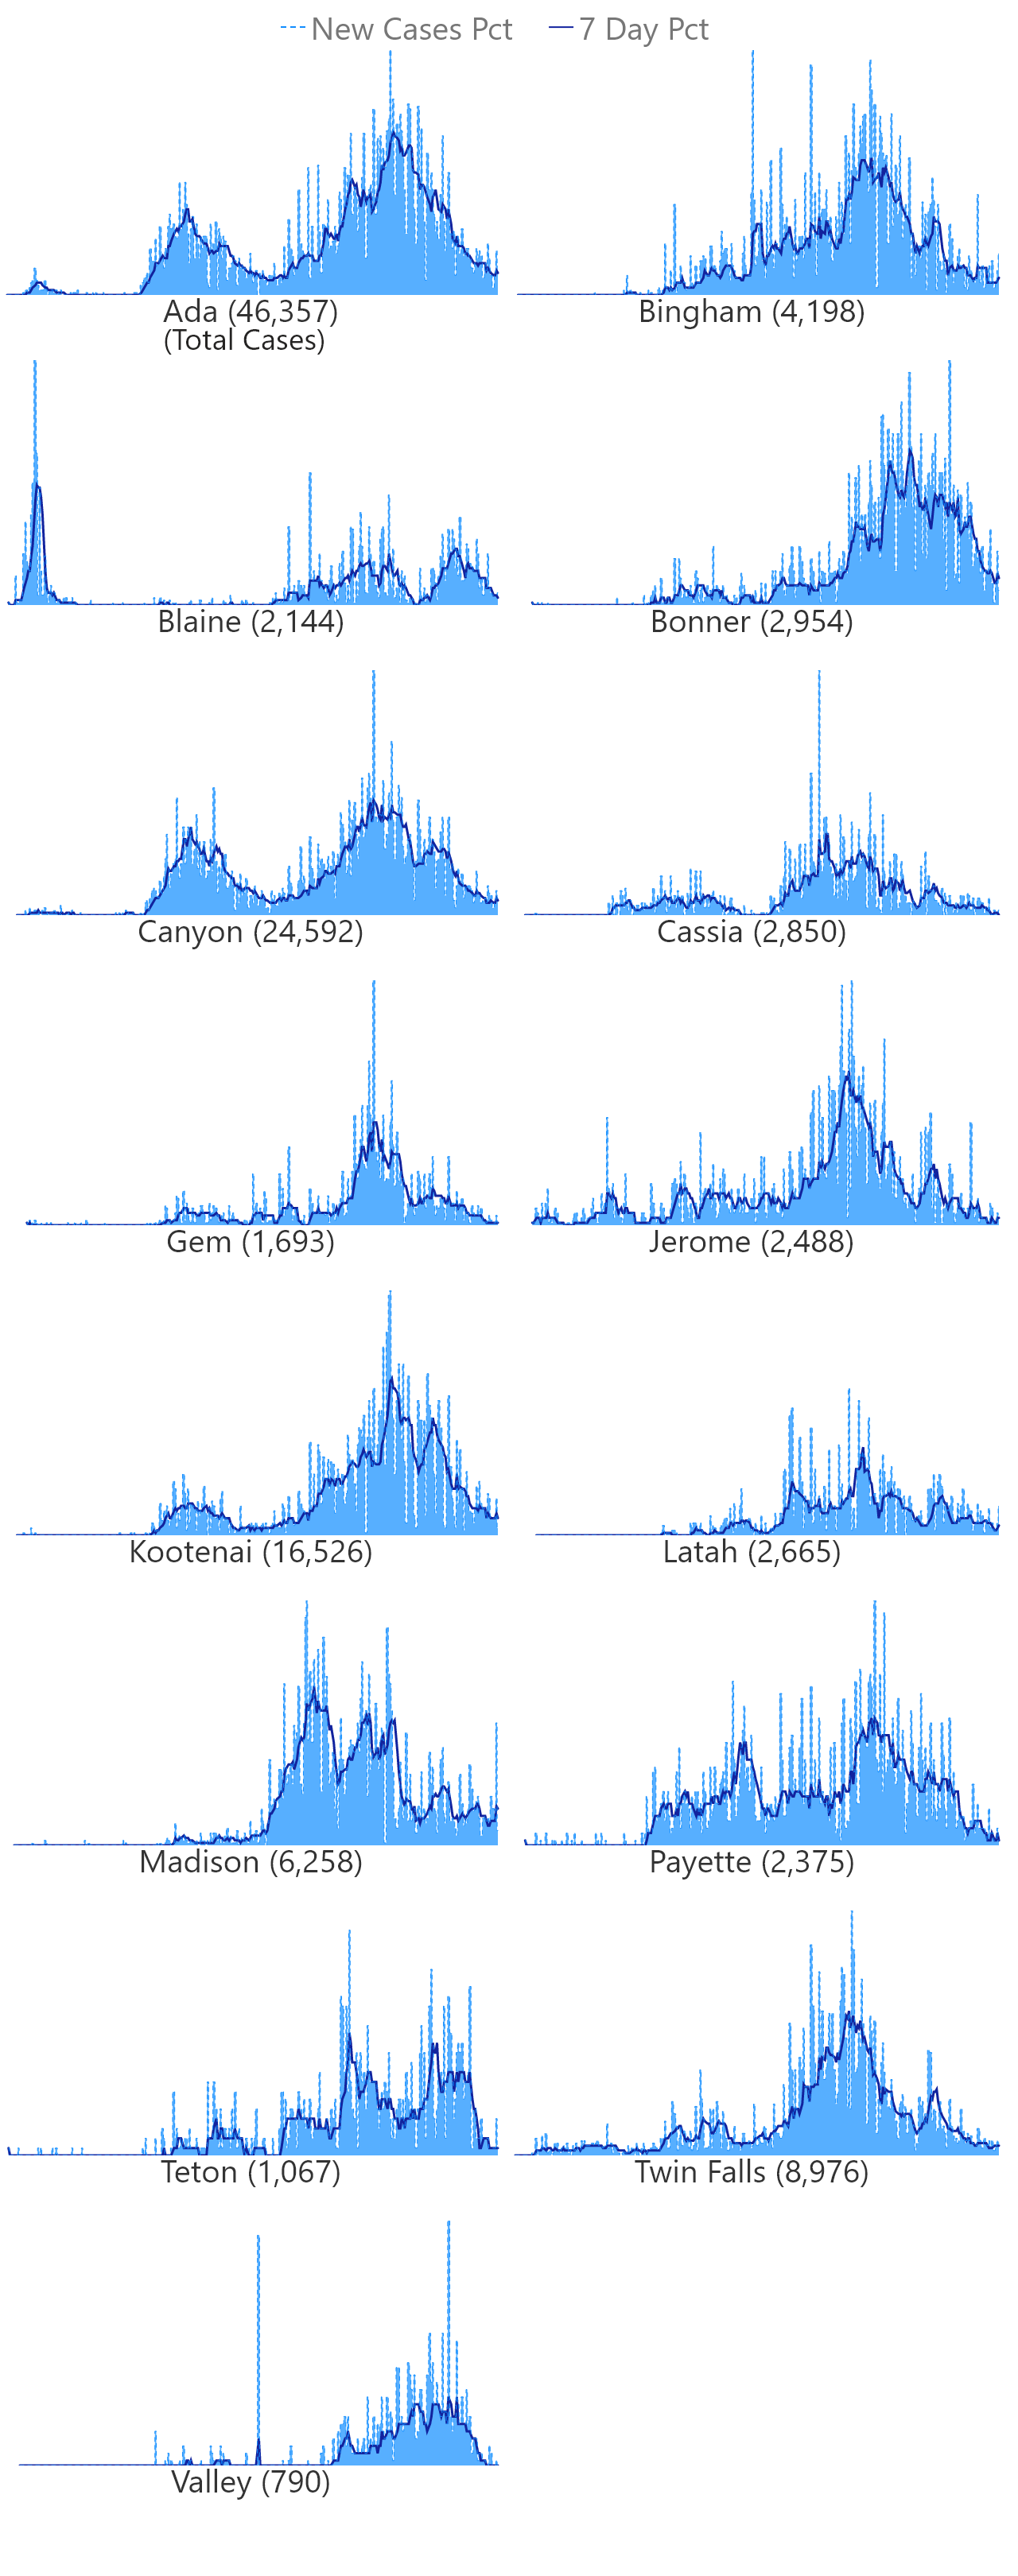 New Cases Pct 7 Day Pct
Ada (46,357)
(Total Cases)
Bingham (4,198)
Blaine (2,144)
Bonner (2,954)
Canyon (24,592)
Cassia (2,850)
Gem (1,693)
Jerome (2,488)
Kootenai (16,526)
Latah (2,665)
Madison (6,258)
Payette (2,375)
Teton (1,067)
Twin Falls (8,976)
Valley (790)